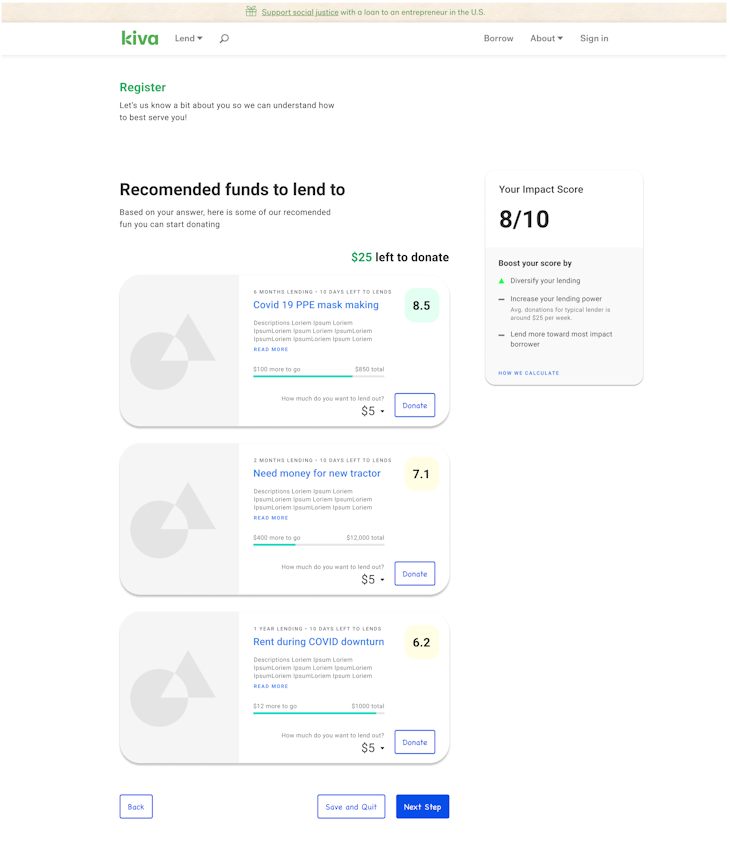 Support social justice with a loan to an entrepreneur in the U.S.
kiva Lend Borrow About Sign in
Register
Let's us know a bit about you so we can understand how
to best serve you!
Recomended funds to lend to
Based on your answer, here is some of our recomended
fun you can start donating
$25 left to donate
6 MONTHS LENDING • 10 DAYS LEFT TO LENDS
Covid 19 PPE mask making
8.5
Descriptions Lorem Ipsum Loriem
IpsumLoriem Ipsum Loriem IpsumLoriem
IpsumLoriem IpsumLoriem Ipsum Loriem
READ MORE
$100 more to go $850 total
How much do you want to lend out?
$5 Donate
2 MONTHS LENDING • 10 DAYS LEFT TO LENDS
Need money for new tractor
7.1
Descriptions Lorem Ipsum Loriem
IpsumLoriem Ipsum Loriem IpsumLoriem
IpsumLoriem IpsumLoriem Ipsum Loriem
READ MORE
$400 more to go $12,000 total
How much do you want to lend out?
$5 Donate
1 YEAR LENDING • 10 DAYS LEFT TO LENDS
Rent during COVID downturn
6.2
Descriptions Lorem Ipsum Loriem
IpsumLoriem Ipsum Loriem IpsumLoriem
IpsumLoriem IpsumLoriem Ipsum Loriem
READ MORE
$12 more to go $1000 total
How much do you want to lend out?
$5 Donate
Back Save and Quit Next Step
Your Impact Score
8/10
Boost your score by
Diversify your lending
Increase your lending power
Avg. donations for typical lender is
around $25 per week.
Lend more toward most impact
borrower
HOW WE CALCULATE